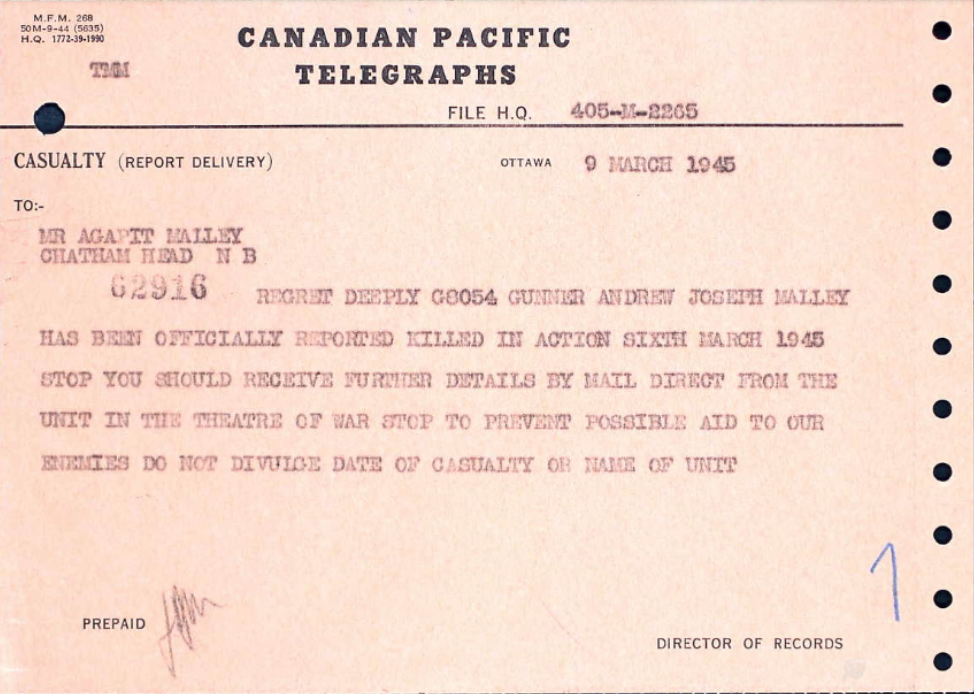 M.F.M. 268
50M-9-44 (5635)
H.Q. 1772-39-1990
TMM
CANADIAN PACIFIC
TELEGRAPHS
FILE H.Q. 405-M-2265
CASUALTY (REPORT DELIVERY) OTTAWA 9 MARCH 1945
TO:-
MR AGAPIT MALLEY
CHATHAM HEAD N B
62916 REGRET DEEPLY G8054 GUNNER ANDREW JOSEPH MALLEY
HAS BEEN OFFICIALLY REPORTED KILLED IN ACTION SIXTH MARCH 1945
STOP YOU SHOULD RECEIVE FURTHER DETAILS BY MAIL DIRECT FROM THE
UNIT IN THE THEATRE OF WAR STOP TO PREVENT POSSIBLE AID TO OUR
ENEMIES DO NOT DIVULGE DATE OF CASUALTY OR NAME OF UNIT
PREPAID
DIRECTOR OF RECORDS